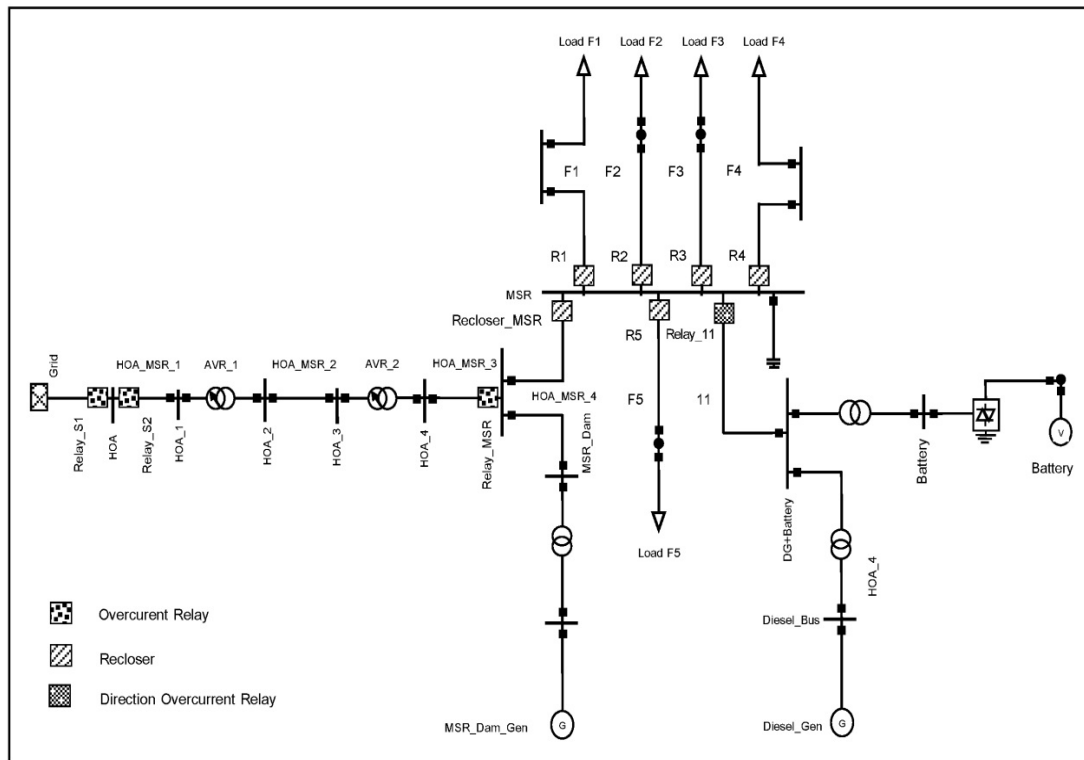 Load F1
Load F2
Load F3
Load F4
F1
F2
F3
F4
R1
R2
R3
R4
MSR
Recloser_MSR
R5
Relay_11
Grid
HOA_MSR_1
AVR_1
HOA_MSR_2
AVR_2
HOA_MSR_3
HOA_MSR_4
F5
11
Relay_S1
HOA
Relay_S2
HOA_1
HOA_2
HOA_3
HOA_4
Relay_MSR
MSR_Dam
Battery
V
Battery
DG+Battery
Load F5
HOA_4
Overcurent Relay
Diesel_Bus
Recloser
Direction Overcurrent Relay
MSR_Dam_Gen
G
Diesel_Gen
G